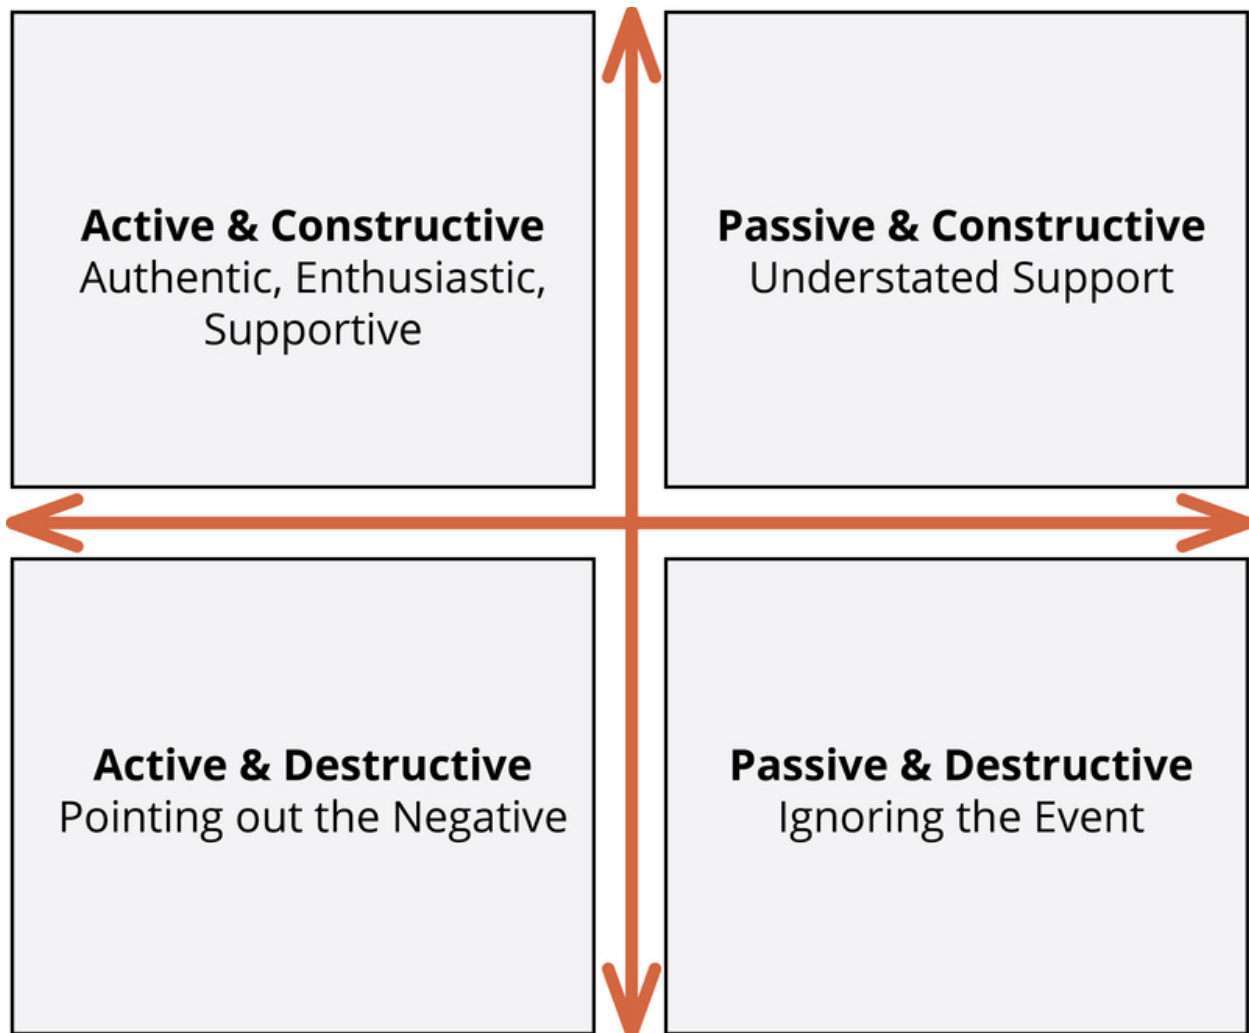 Active & Constructive
Authentic, Enthusiastic,
Supportive
Passive & Constructive
Understated Support
Active & Destructive
Pointing out the Negative
Passive & Destructive
Ignoring the Event